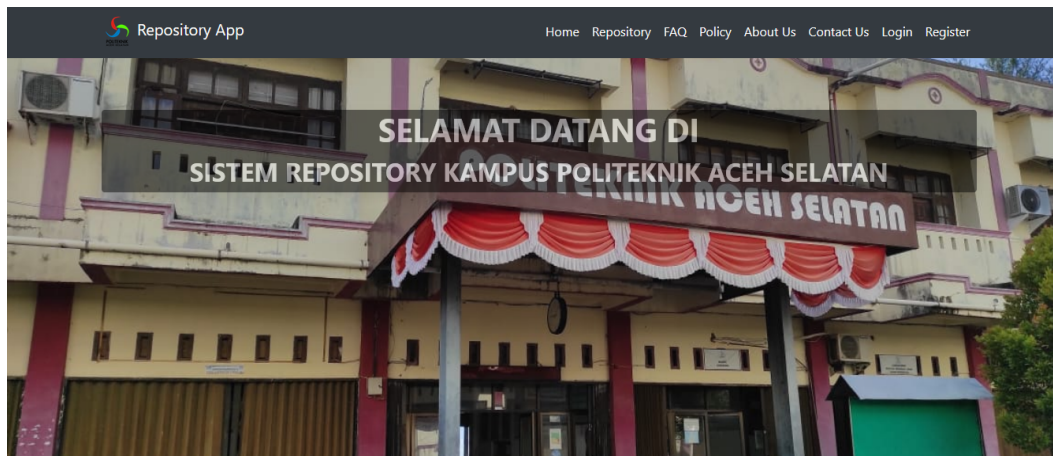 Repository App
Home Repository FAQ Policy About Us Contact Us Login Register
SELAMAT DATANG DI
SISTEM REPOSITORY KAMPUS POLITEKNIK ACEH SELATAN
POLITEKNIK ACEH SELATAN